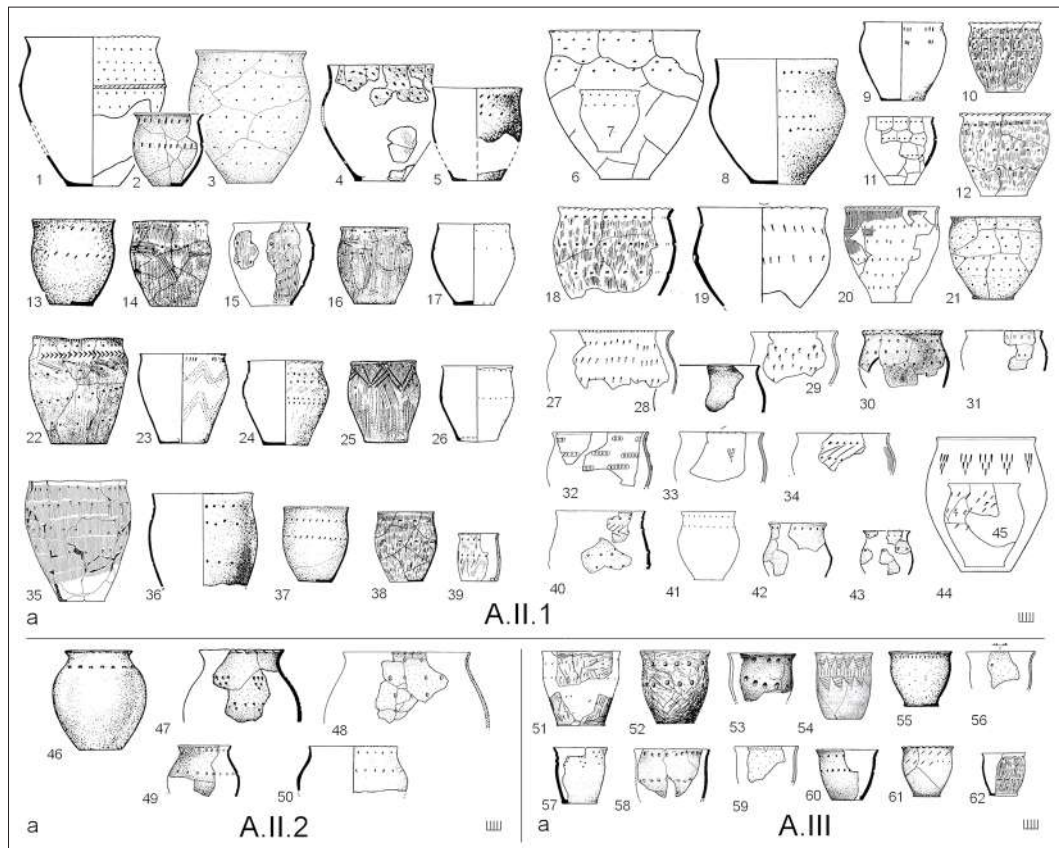 1 2 3 4 5 6 7 8 9 10 11 12
13 14 15 16 17 18 19 20 21
22 23 24 25 26 27 28 29 30 31
32 33 34
35 36 37 38 39 40 41 42 43 44 45
a A.II.1
46 47 48
49 50
a A.II.2
51 52 53 54 55 56
57 58 59 60 61 62
a A.III